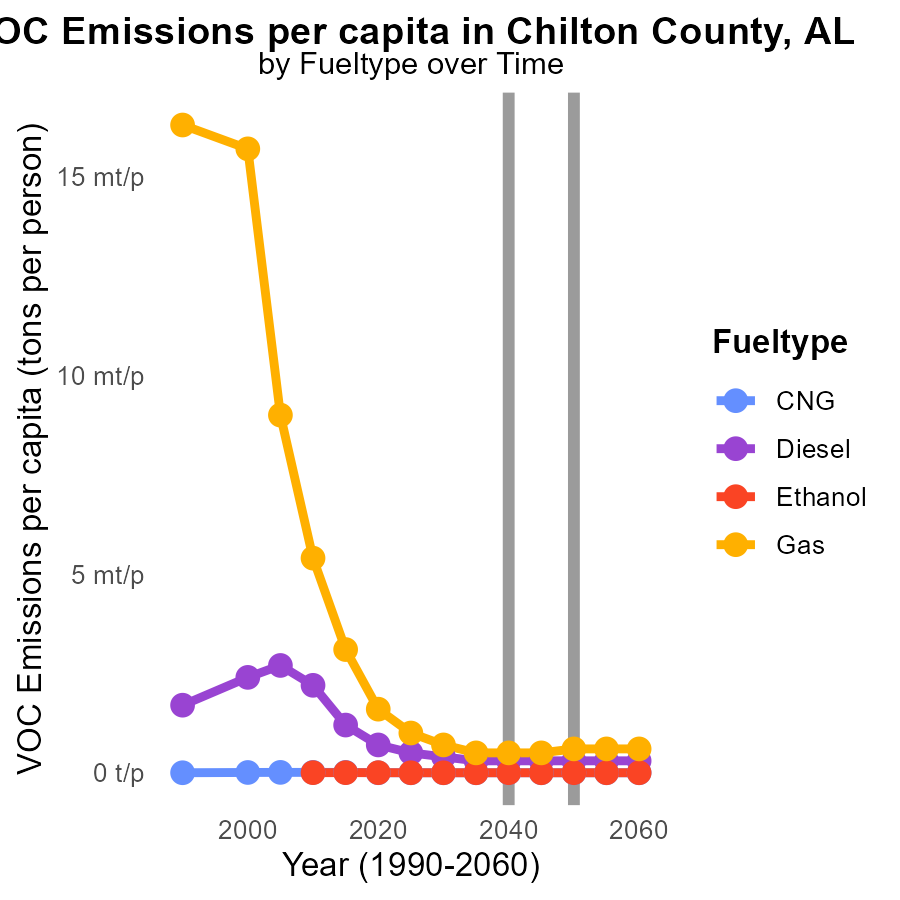 OC Emissions per capita in Chilton County, AL
by Fueltype over Time
VOC Emissions per capita (tons per person)
15 mt/p
10 mt/p
5 mt/p
0 t/p
2000
2020
2040
2060
Year (1990-2060)
Fueltype
CNG
Diesel
Ethanol
Gas